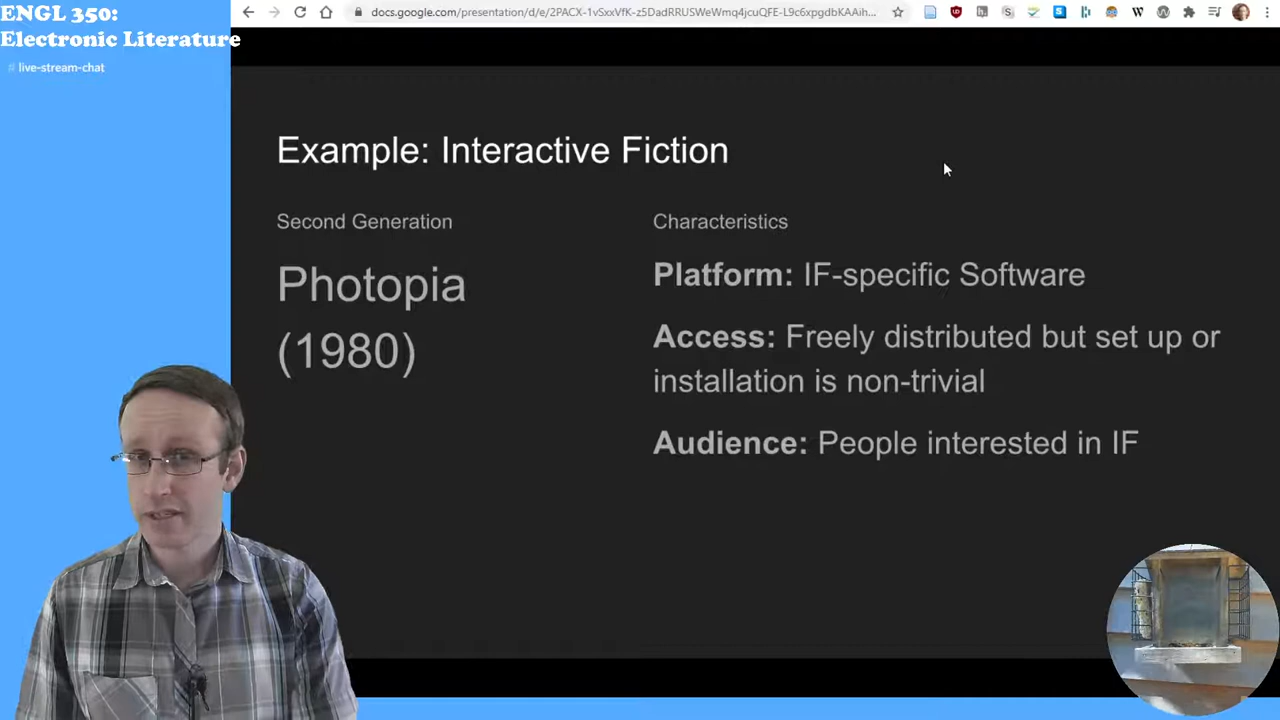 ENGL 350:
Electronic Literature
# live-stream-chat
docs.google.com/presentation/d/e/2PACX-1vSxxVfK-z5DadRRUSWeWmq4jcuQFE-L9c6xpgdbKAAih...
Example: Interactive Fiction
Second Generation
Photopia
(1980)
Characteristics
Platform: IF-specific Software
Access: Freely distributed but set up or
installation is non-trivial
Audience: People interested in IF